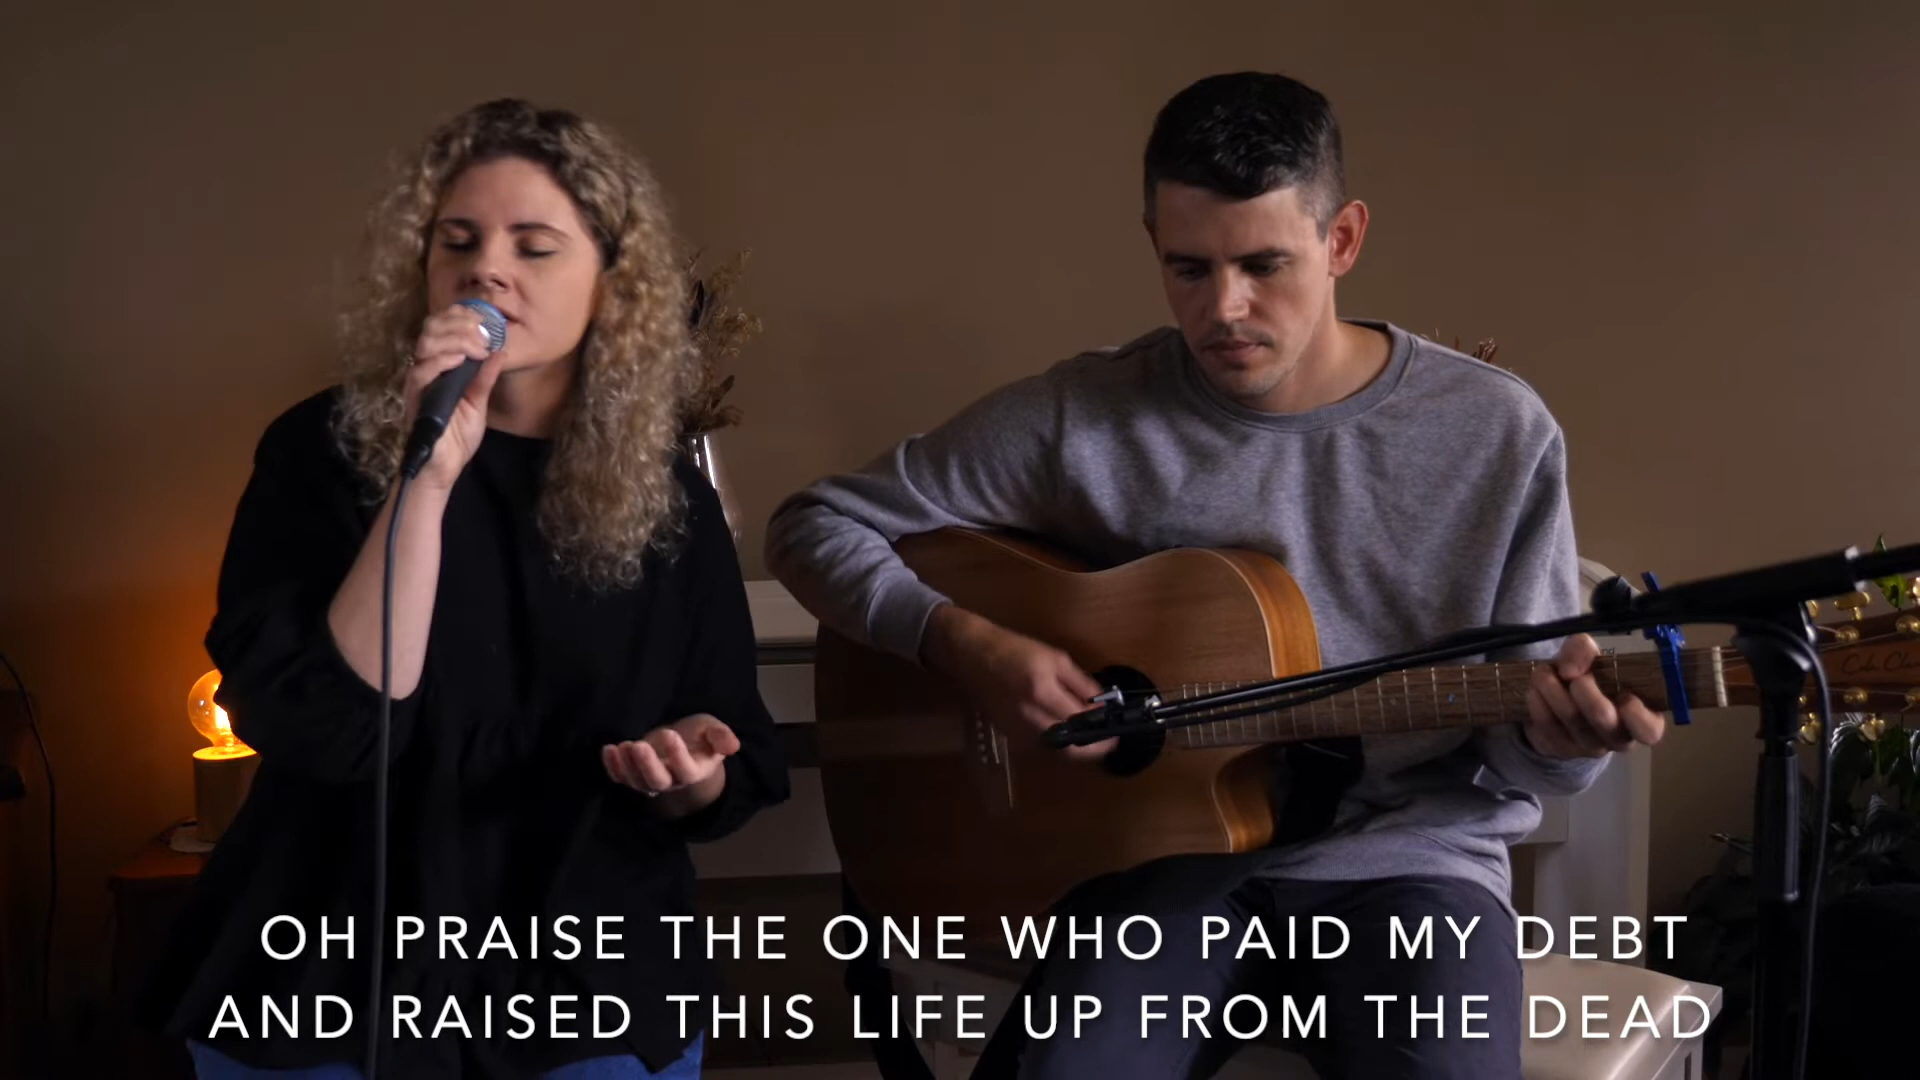 OH PRAISE THE ONE WHO PAID MY DEBT
AND RAISED THIS LIFE UP FROM THE DEAD